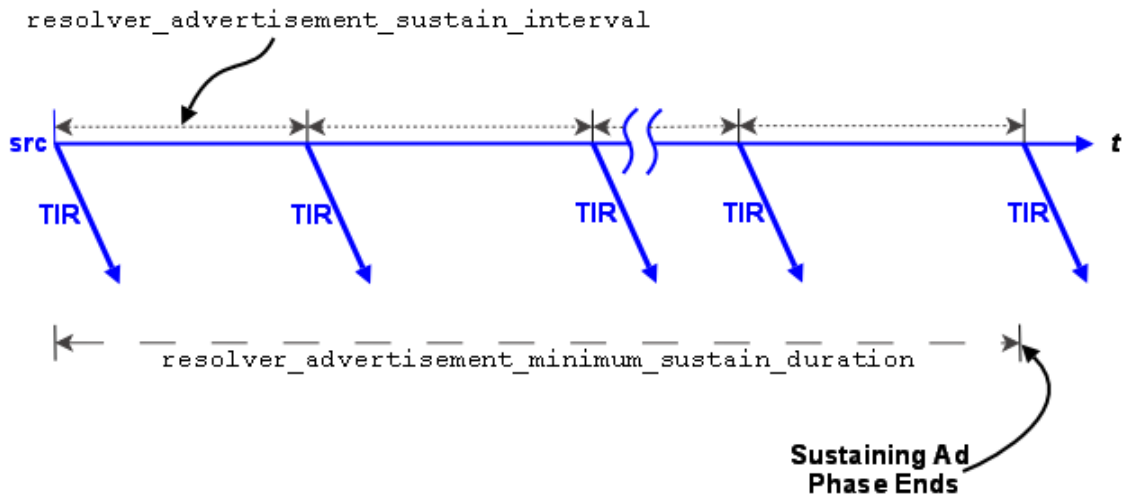 resolver_advertisement_sustain_interval
src
t
TIR TIR TIR TIR TIR
resolver_advertisement_minimum_sustain_duration
Sustaining Ad
Phase Ends